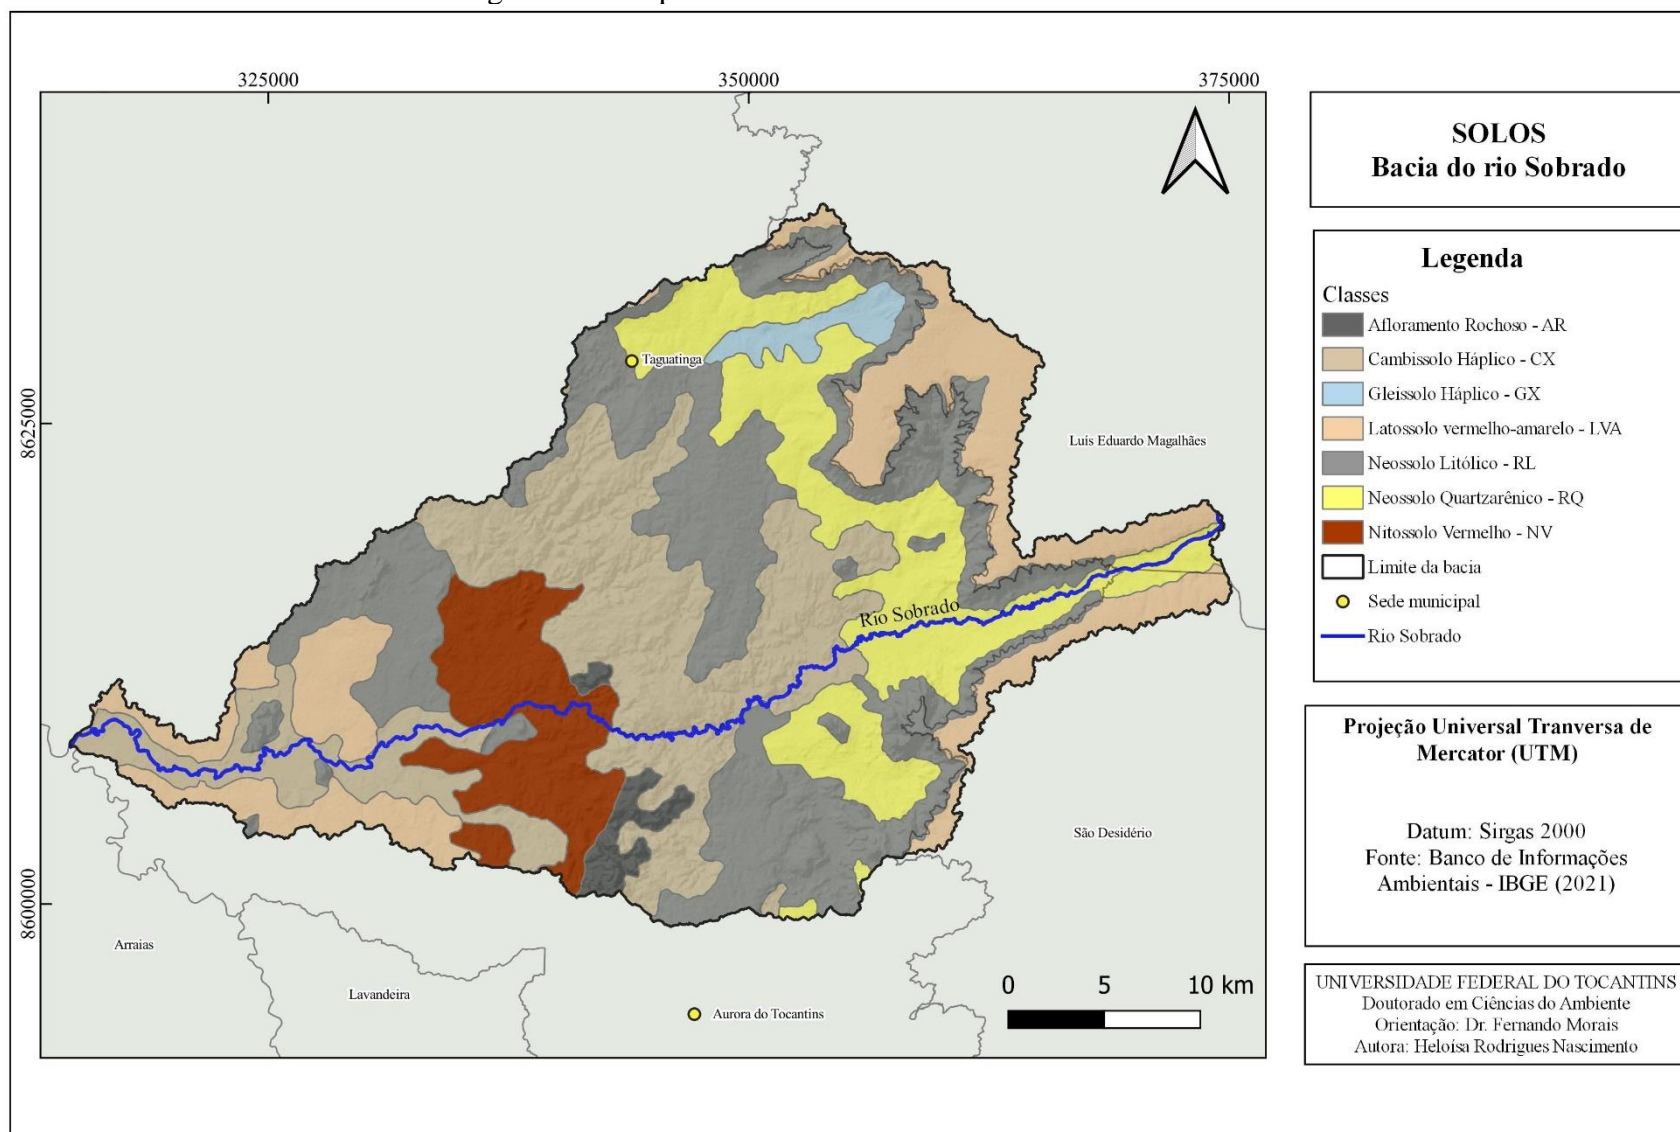 325000
350000
375000
8625000
8600000
Taguatinga
Luís Eduardo Magalhães
Rio Sobrado
São Desidério
Arraias
Lavandeira
Aurora do Tocantins
0 5 10 km
SOLOS
Bacia do rio Sobrado
Legenda
Classes
Afloramento Rochoso - AR
Cambissolo Háplico - CX
Gleissolo Háplico - GX
Latossolo vermelho-amarelo - LVA
Neossolo Litólico - RL
Neossolo Quartzarênico - RQ
Nitossolo Vermelho - NV
Limite da bacia
Sede municipal
Rio Sobrado
Projeção Universal Tranversa de
Mercator (UTM)
Datum: Sirgas 2000
Fonte: Banco de Informações
Ambientais - IBGE (2021)
UNIVERSIDADE FEDERAL DO TOCANTINS
Doutorado em Ciências do Ambiente
Orientação: Dr. Fernando Morais
Autora: Heloísa Rodrigues Nascimento